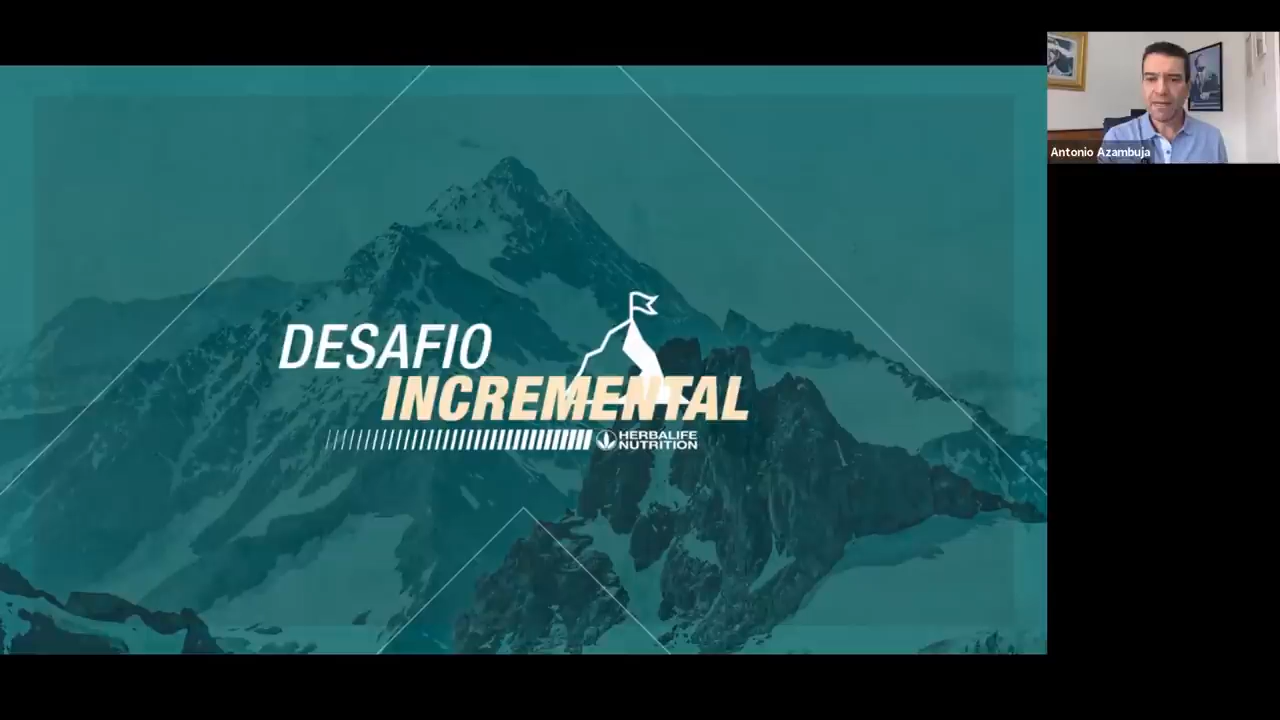 DESAFIO
INCREMENTAL
HERBALIFE
NUTRITION
Antonio Azambuja